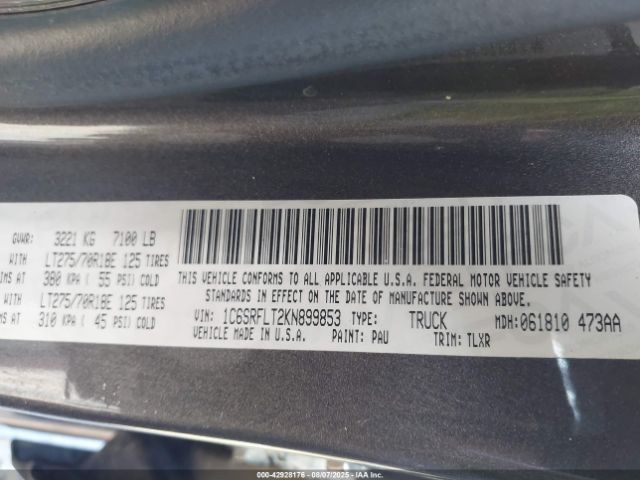 GVWR: 3221 KG 7100 LB
WITH LT275/70R18E 125 TIRES
IMS AT 380 KPA ( 55 PSI) COLD
WITH LT275/70R18E 125 TIRES
MS AT 310 KPA ( 45 PSI) COLD
THIS VEHICLE CONFORMS TO ALL APPLICABLE U.S.A. FEDERAL MOTOR VEHICLE SAFETY
STANDARDS IN EFFECT ON THE DATE OF MANUFACTURE SHOWN ABOVE.
VIN: 1C6SRFLT2KN899853 TYPE: TRUCK MDH: 061810 473AA
VEHICLE MADE IN U.S.A. PAINT: PAU TRIM: TLXR
000-42928176 - 08/07/2025 - IAA Inc.